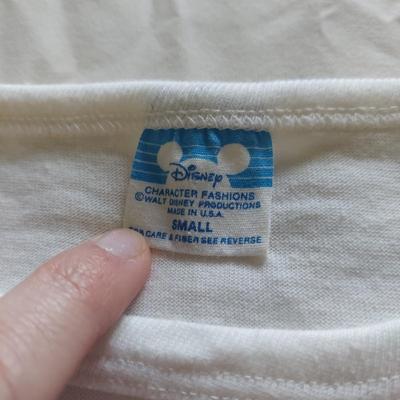 Disney
CHARACTER FASHIONS
©WALT DISNEY PRODUCTIONS
MADE IN U.S.A.
SMALL
FOR CARE & FIBER SEE REVERSE